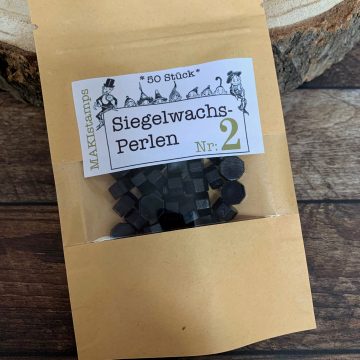 *50 Stück*
MAKIstamps
Siegelwachs-
Perlen
Nr: 2